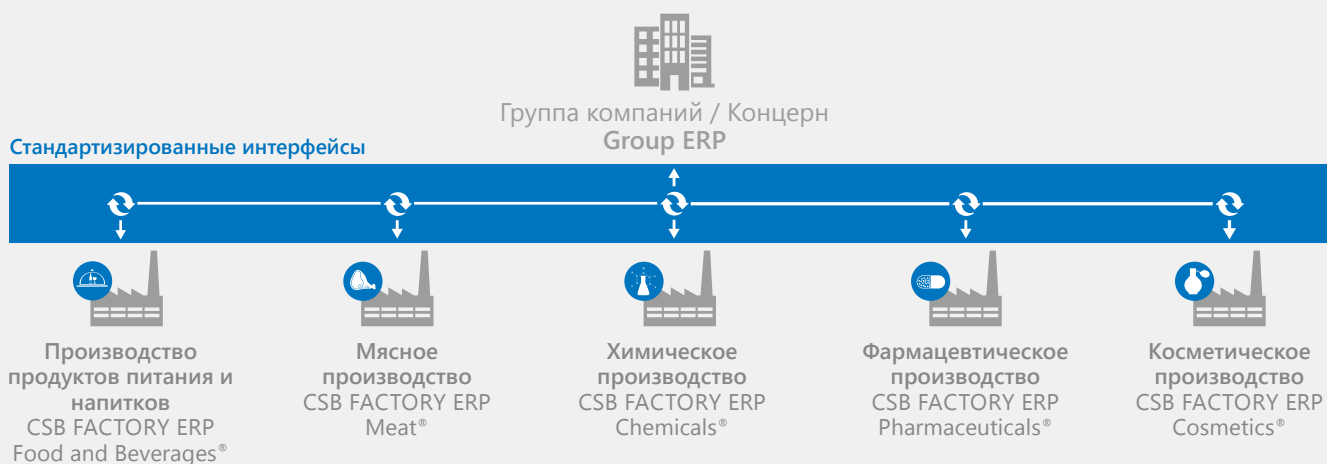 Группа компаний / Концерн
Group ERP
Стандартизированные интерфейсы
Производство
продуктов питания и
напитков
CSB FACTORY ERP
Food and Beverages®
Мясное
производство
CSB FACTORY ERP
Meat®
Химическое
производство
CSB FACTORY ERP
Chemicals®
Фармацевтическое
производство
CSB FACTORY ERP
Pharmaceuticals®
Косметическое
производство
CSB FACTORY ERP
Cosmetics®